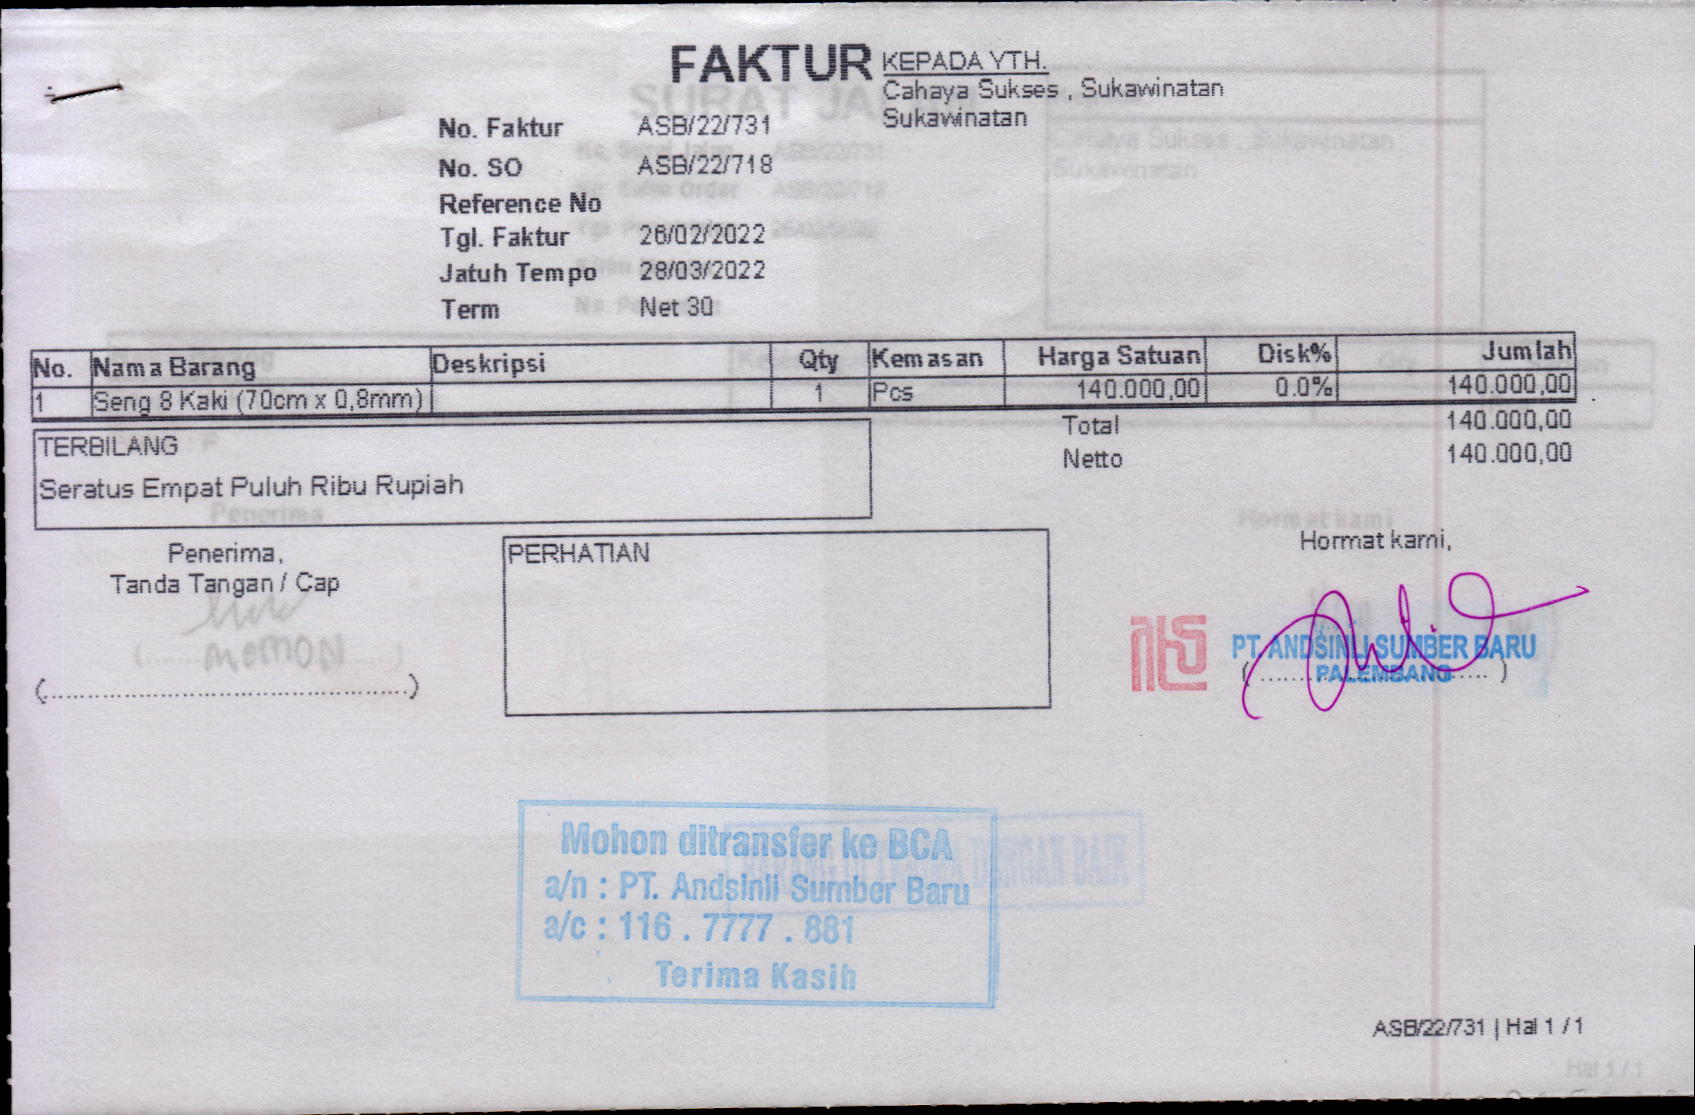 FAKTUR
KEPADA YTH.
Cahaya Sukses , Sukawinatan
Sukawinatan
No. Faktur ASB/22/731
No. SO ASB/22/718
Reference No
Tgl. Faktur 26/02/2022
Jatuh Tempo 28/03/2022
Term Net 30
No. Nama Barang Deskripsi Qty Kemasan Harga Satuan Disk% Jumlah
1 Seng 8 Kaki (70cm x 0,8mm) 1 Pcs 140.000,00 0.0% 140.000,00
Total 140.000,00
Netto 140.000,00
TERBILANG
Seratus Empat Puluh Ribu Rupiah
Penerima,
Tanda Tangan / Cap
momon
PERHATIAN
Hormat kami,
PT. ANDSINLI SUMBER BARU
PALEMBANG
Mohon ditransfer ke BCA
a/n : PT. Andsinli Sumber Baru
a/c : 116 . 7777 . 881
Terima Kasih
ASB/22/731 | Hal 1 / 1